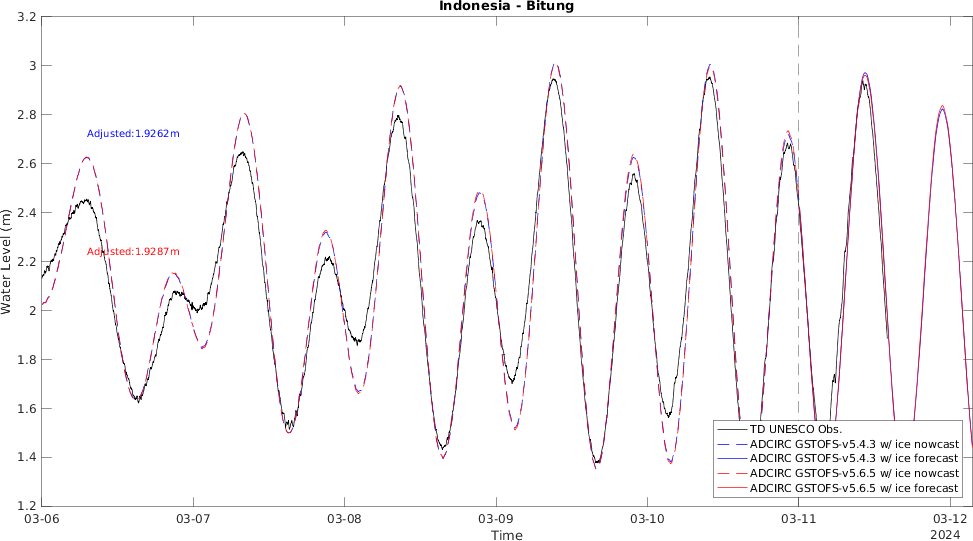 Indonesia - Bitung
3.2
3
2.8
2.6
2.4
2.2
2
1.8
1.6
1.4
1.2
Water Level (m)
Adjusted:1.9262m
Adjusted:1.9287m
TD UNESCO Obs.
ADCIRC GSTOFS-v5.4.3 w/ ice nowcast
ADCIRC GSTOFS-v5.4.3 w/ ice forecast
ADCIRC GSTOFS-v5.6.5 w/ ice nowcast
ADCIRC GSTOFS-v5.6.5 w/ ice forecast
03-06 03-07 03-08 03-09 03-10 03-11 03-12
Time
2024